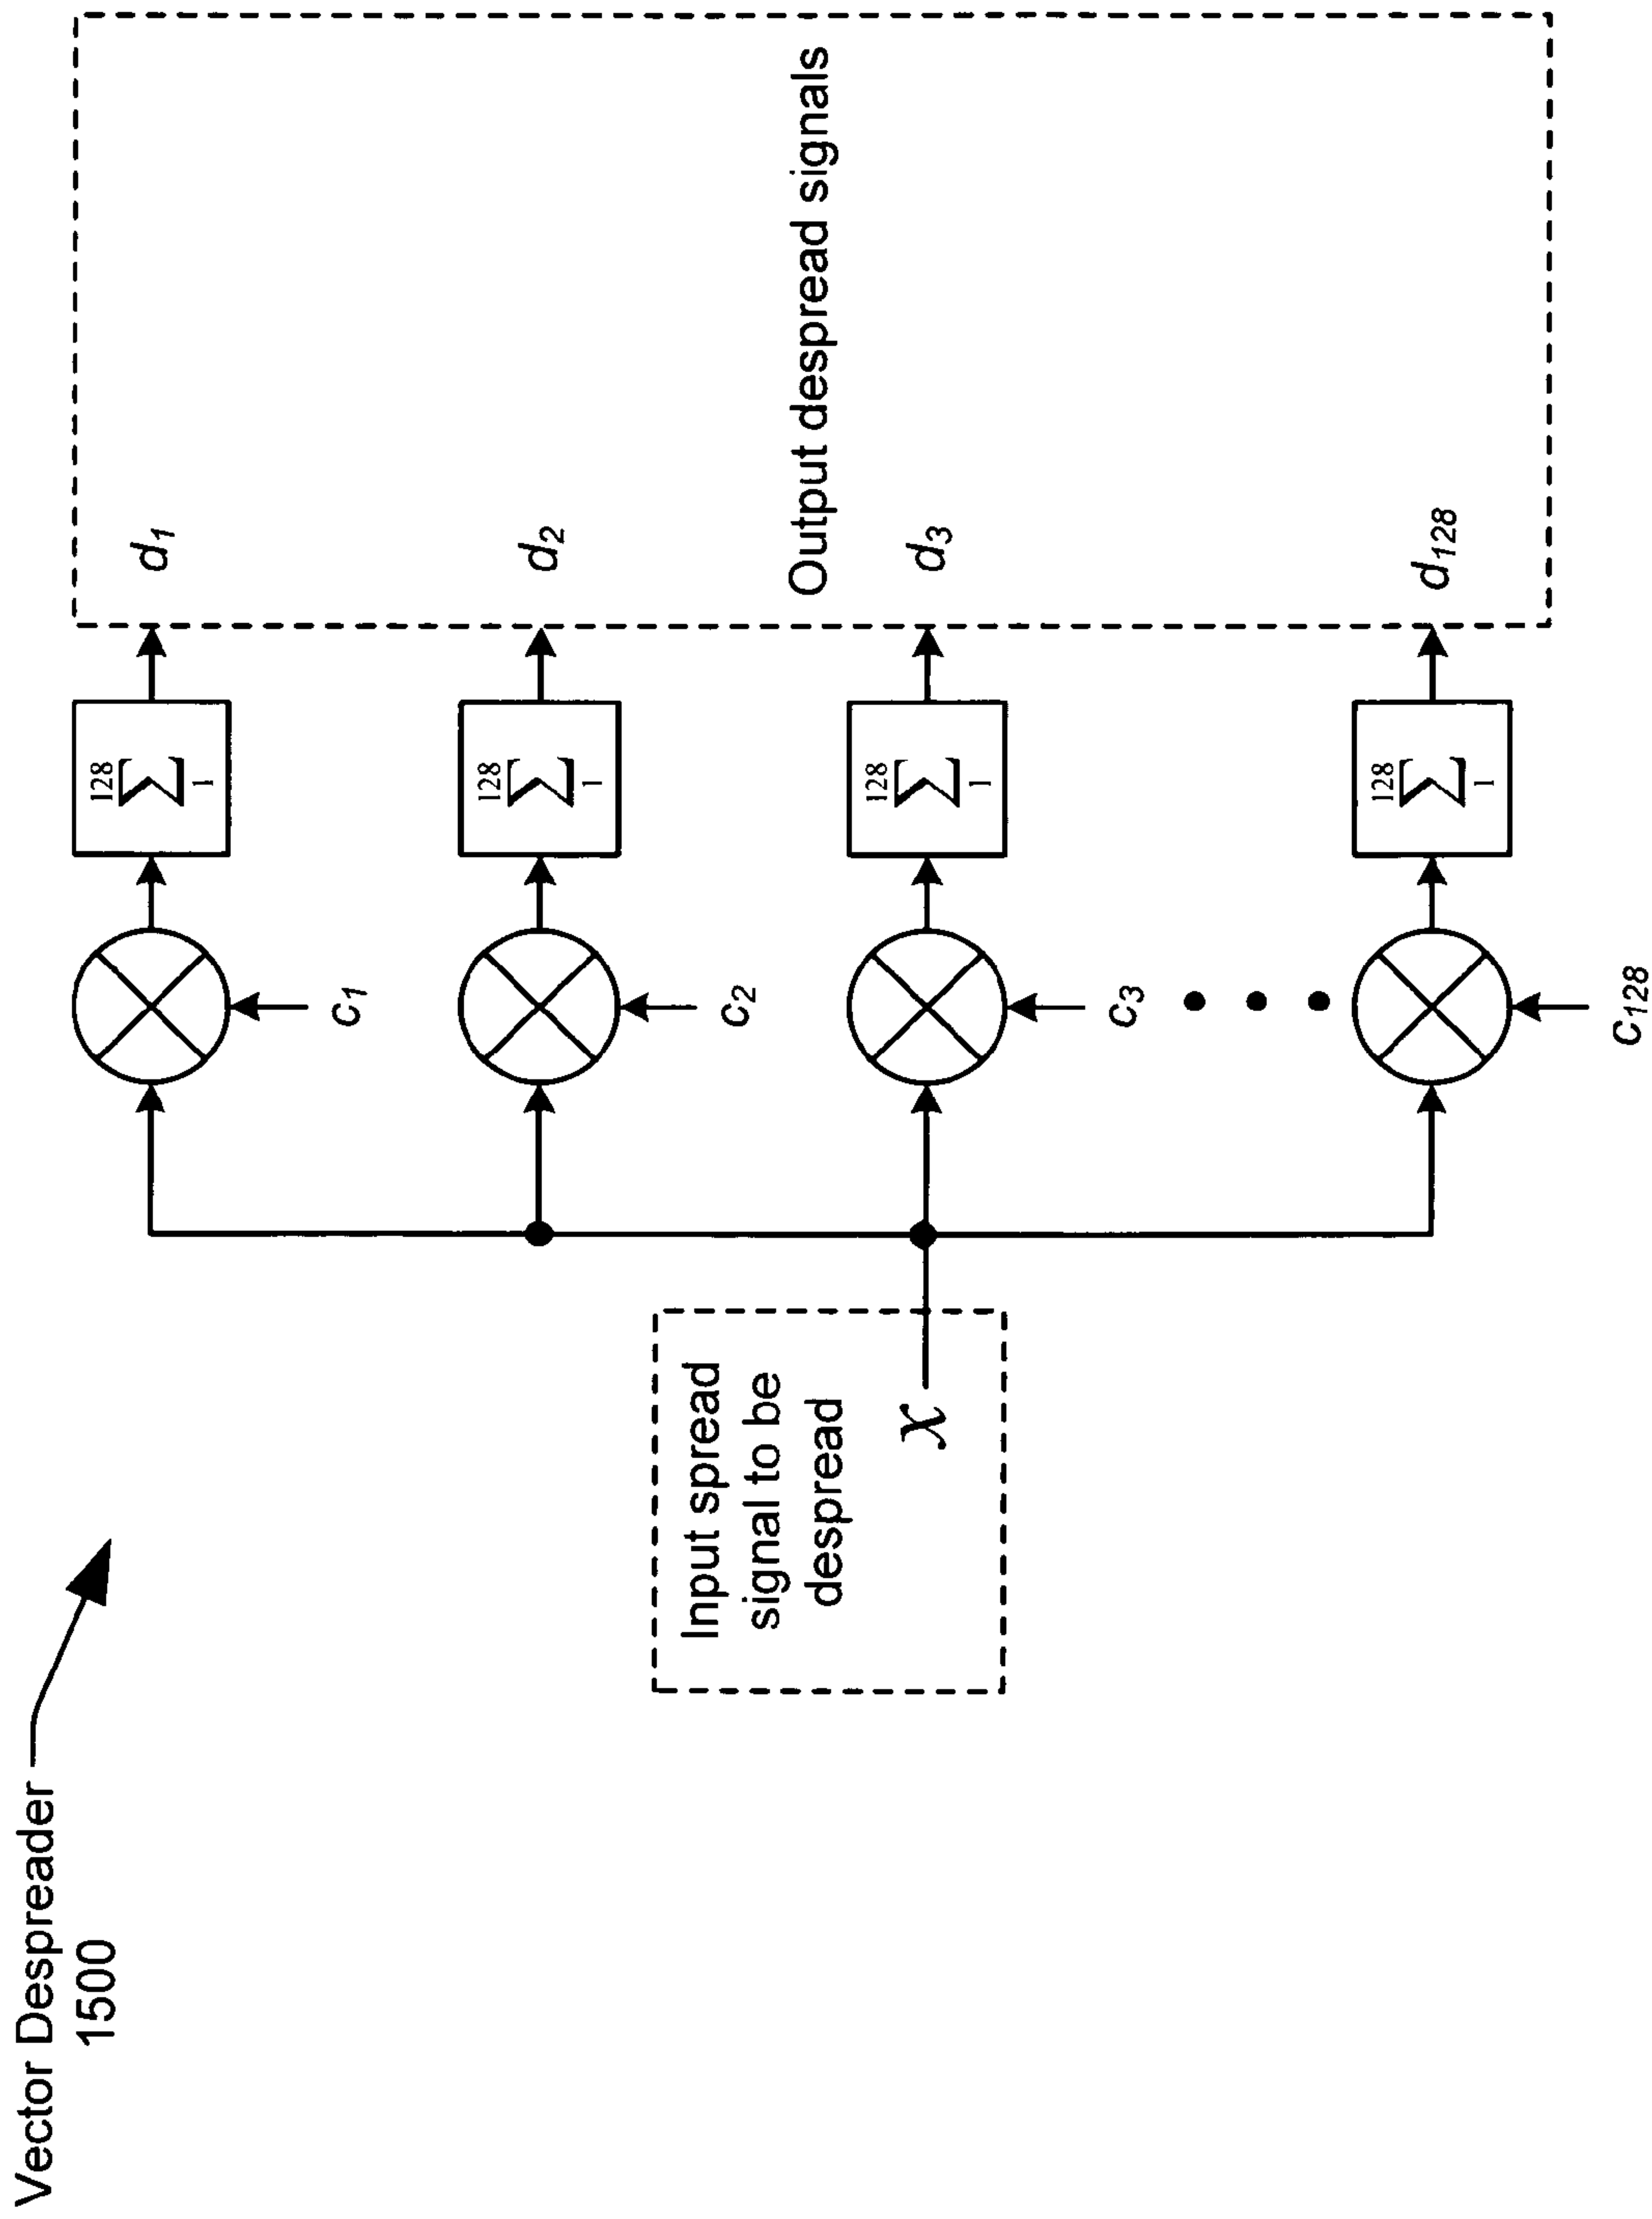 Vector Despreader
1500
Input spread
signal to be
despread
x
c1
c2
c3
c128
128
∑
1
128
∑
1
128
∑
1
128
∑
1
d1
d2
d3
d128
Output despread signals